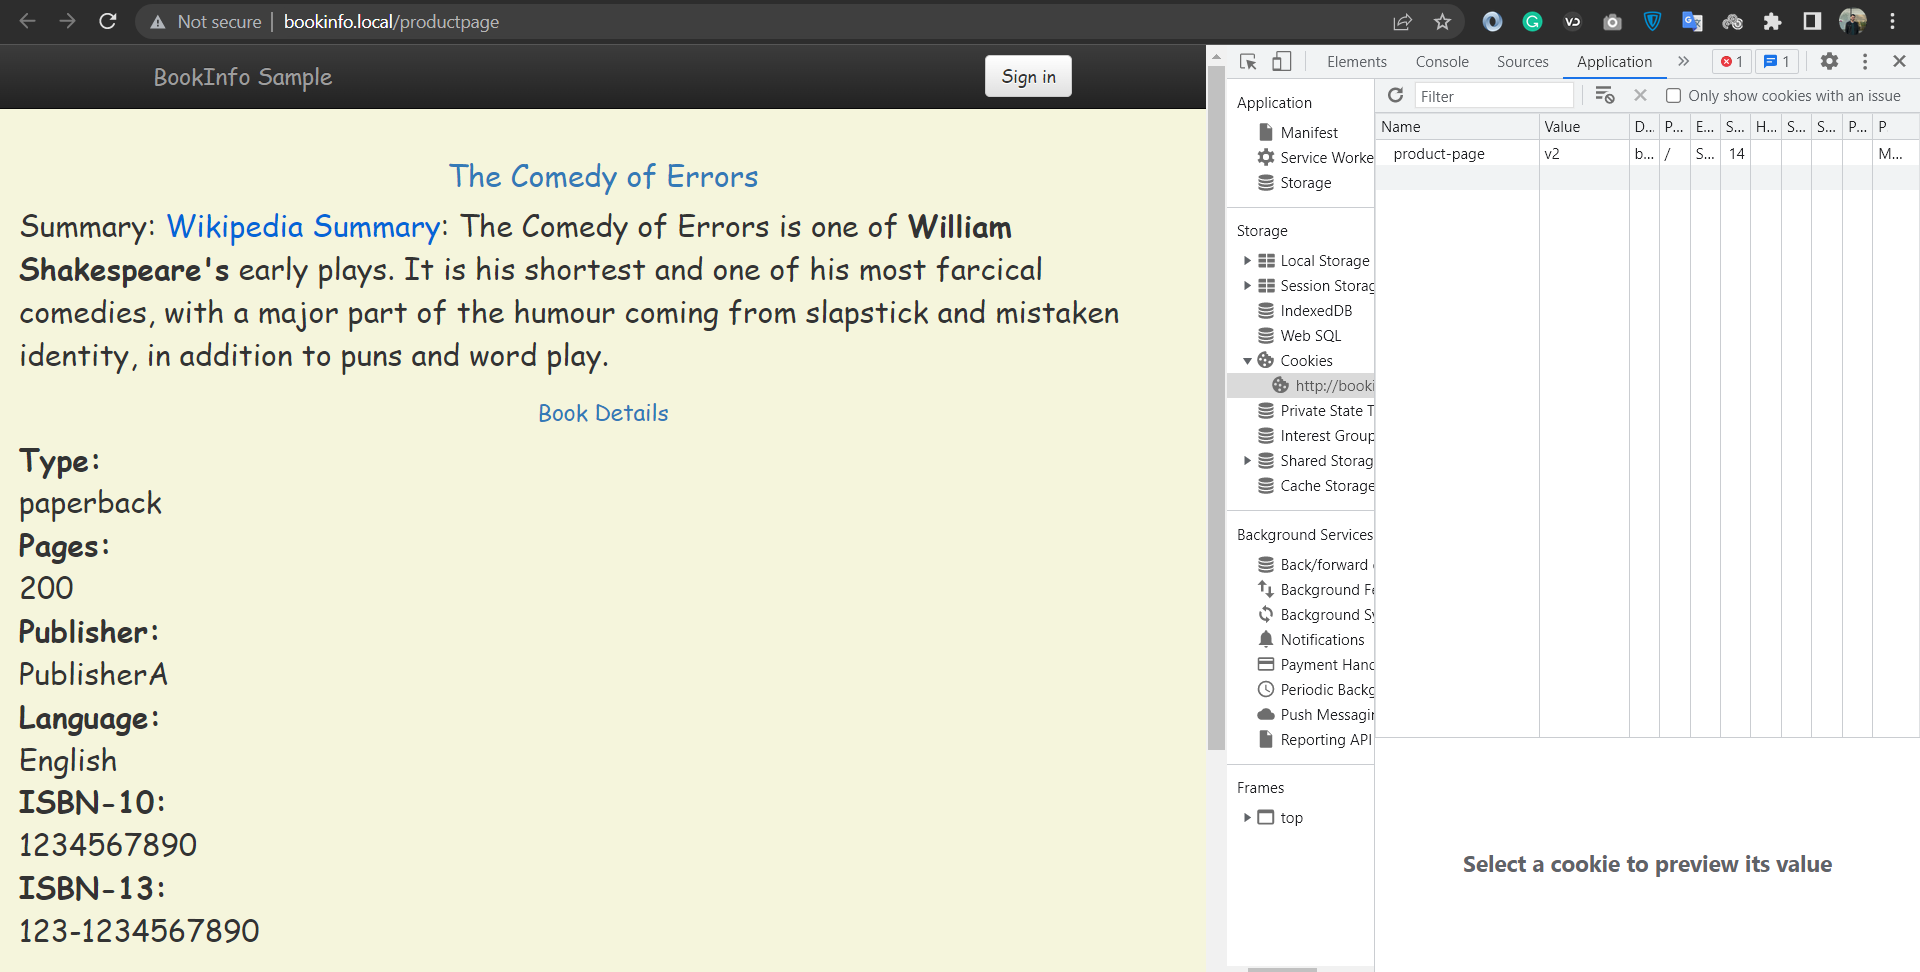 Not secure | bookinfo.local/productpage
BookInfo Sample
Sign in
The Comedy of Errors
Summary: Wikipedia Summary: The Comedy of Errors is one of William
Shakespeare's early plays. It is his shortest and one of his most farcical
comedies, with a major part of the humour coming from slapstick and mistaken
identity, in addition to puns and word play.
Book Details
Type:
paperback
Pages:
200
Publisher:
PublisherA
Language:
English
ISBN-10:
1234567890
ISBN-13:
123-1234567890
Elements Console Sources Application » 1 1
Application
Manifest
Service Worke
Storage
Storage
Local Storage
Session Storag
IndexedDB
Web SQL
Cookies
http://booki
Private State T
Interest Group
Shared Storag
Cache Storage
Background Services
Back/forward
Background Fe
Background Sy
Notifications
Payment Hand
Periodic Backg
Push Messagin
Reporting API
Frames
top
Filter Only show cookies with an issue
Name Value D... P... E... S... H... S... S... P... P
product-page v2 b... / S... 14 M...
Select a cookie to preview its value